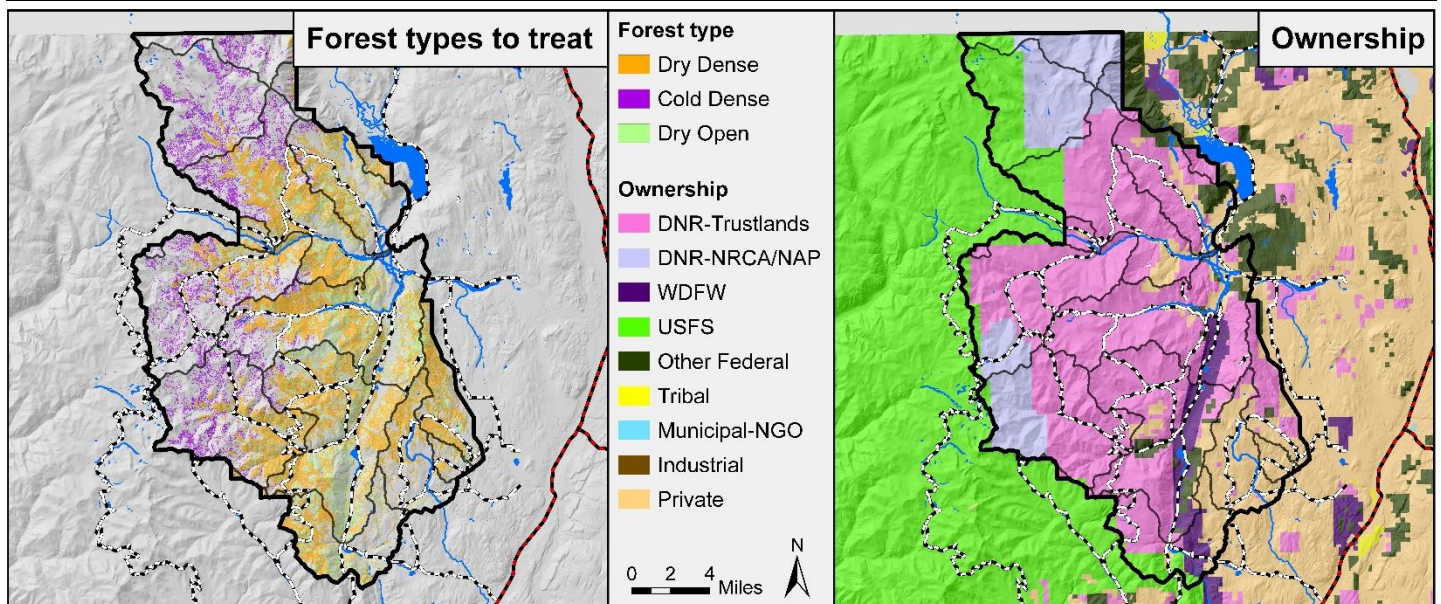 Forest types to treat
Forest type
Dry Dense
Cold Dense
Dry Open
Ownership
DNR-Trustlands
DNR-NRCA/NAP
WDFW
USFS
Other Federal
Tribal
Municipal-NGO
Industrial
Private
N
0 2 4
Miles
Ownership